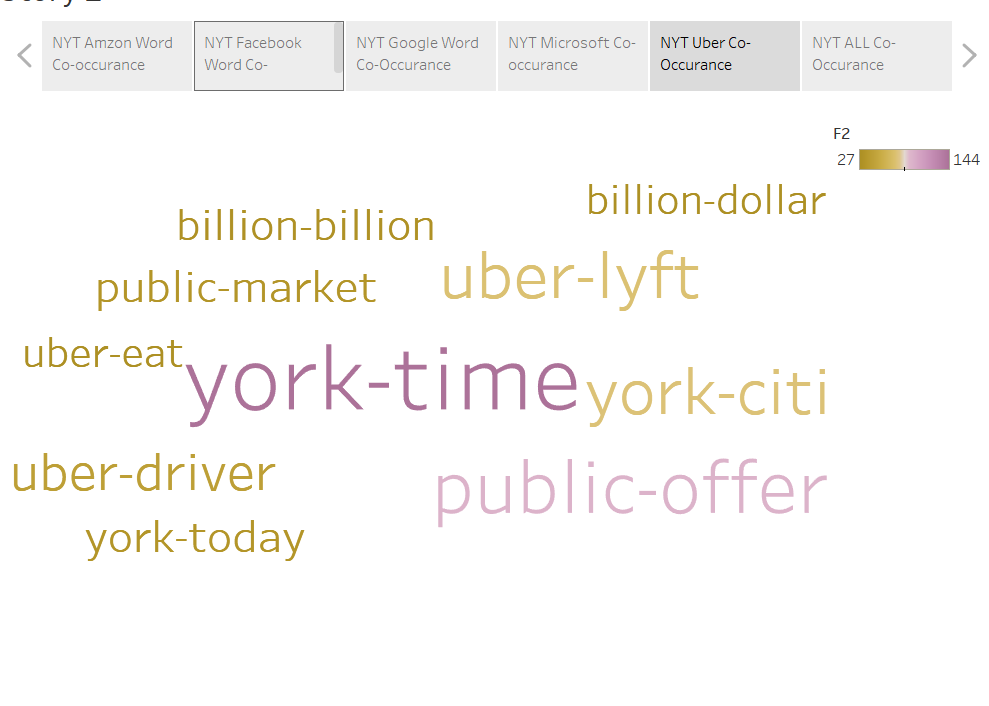 NYT Amzon Word
Co-occurance
NYT Facebook
Word Co-
NYT Google Word
Co-Occurance
NYT Microsoft Co-
occurance
NYT Uber Co-
Occurance
NYT ALL Co-
Occurance
F2
27
144
billion-dollar
billion-billion
uber-lyft
public-market
uber-eat
york-time
york-citi
uber-driver
public-offer
york-today